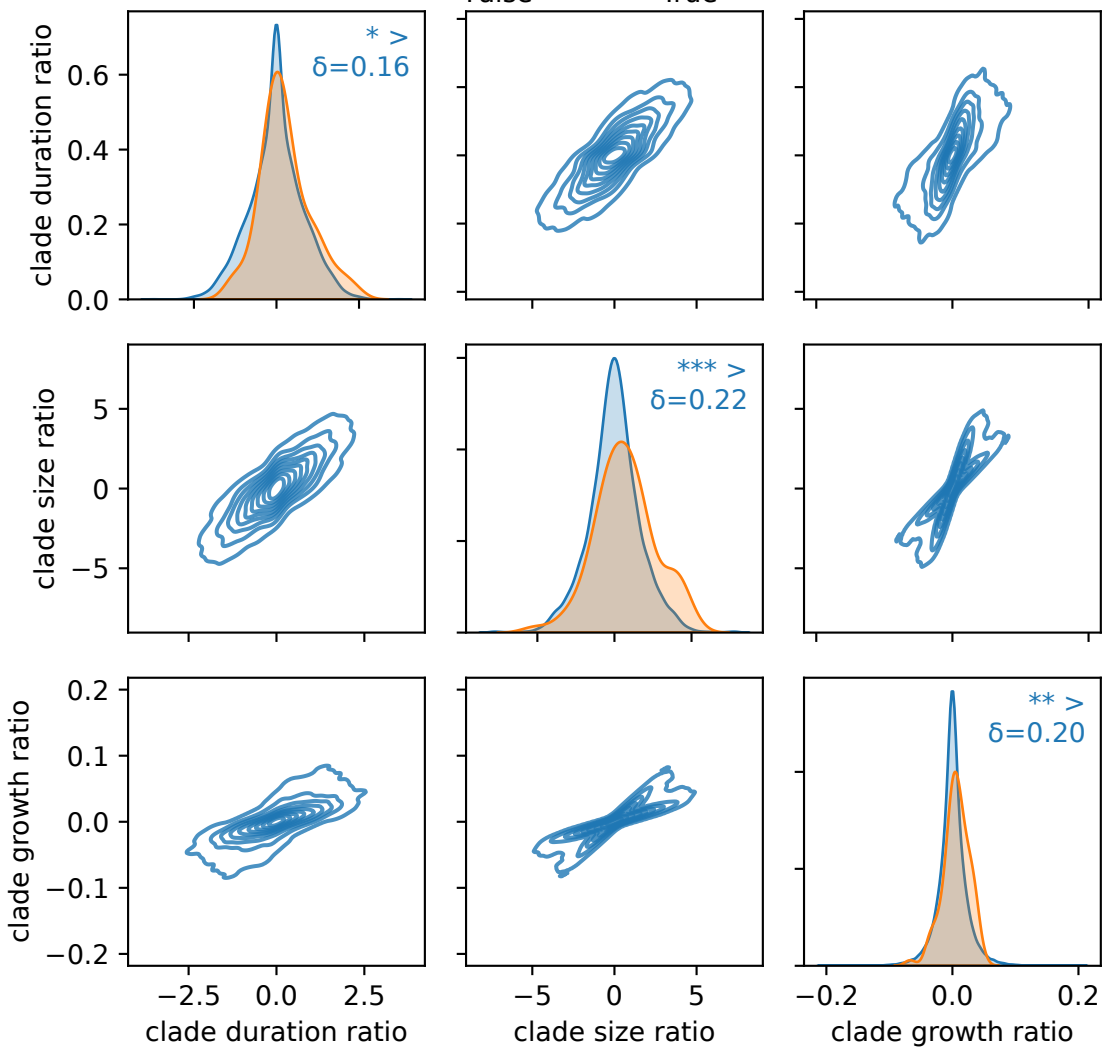 False True
clade duration ratio
0.6
0.4
0.2
0.0
* >
δ=0.16
clade size ratio
5
0
−5
*** >
δ=0.22
clade growth ratio
0.2
0.1
0.0
−0.1
−0.2
** >
δ=0.20
−2.5 0.0 2.5
−5 0 5
−0.2 0.0 0.2
clade duration ratio
clade size ratio
clade growth ratio